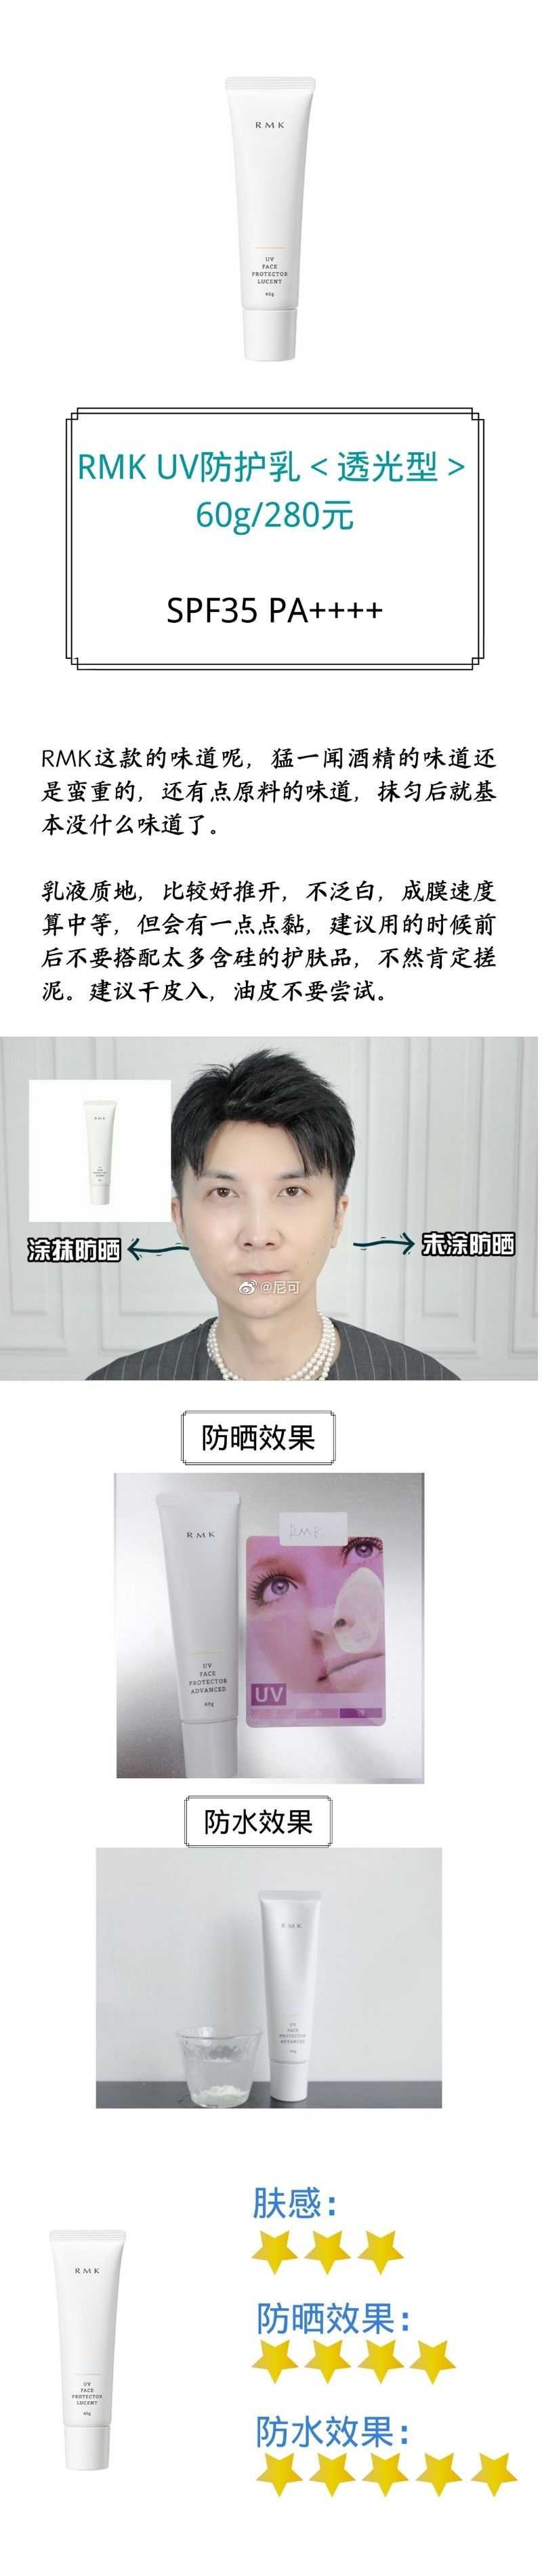 RMK
UV
FACE
PROTECTOR
LUCENT
60g
RMK UV防护乳＜透光型＞
60g/280元
SPF35 PA++++
RMK这款的味道呢，猛一闻酒精的味道还
是蛮重的，还有点原料的味道，抹匀后就基
本没什么味道了。
乳液质地，比较好推开，不泛白，成膜速度
算中等，但会有一点点黏，建议用的时候前
后不要搭配太多含硅的护肤品，不然肯定搓
泥。建议干皮入，油皮不要尝试。
RMK
涂抹防晒
未涂防晒
@尼可
防晒效果
RMK
RMK
UV
FACE
PROTECTOR
ADVANCED
60g
UV
防水效果
RMK
UV
FACE
PROTECTOR
ADVANCED
肤感：
RMK
防晒效果：
UV
FACE
PROTECTOR
LUCENT
60g
防水效果：